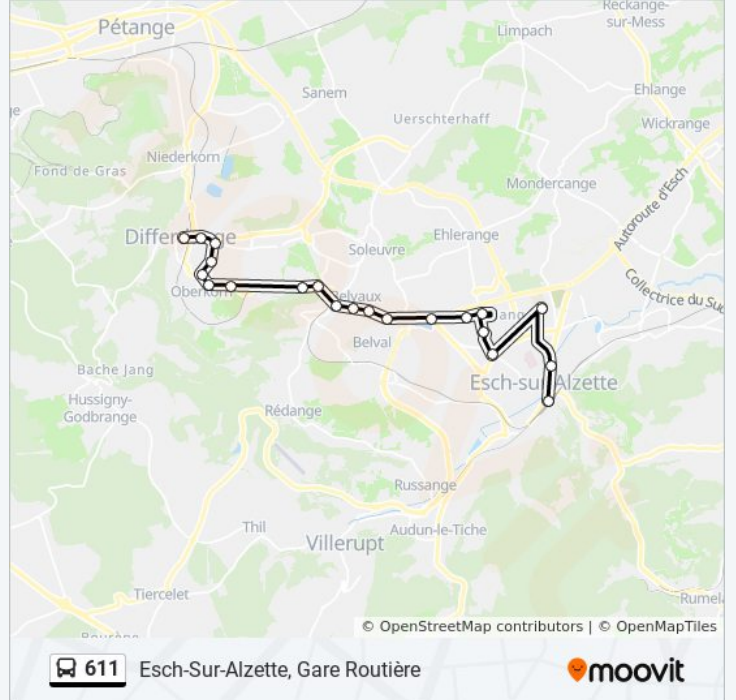 Reckange-
sur-Mess
Pétange
Limpach
Sanem
Ehlange
Uerschterhaff
Wickrange
ge
Niederkorn
Fond de Gras
Mondercange
Autoroute d'Esch
Differdange
Ehlerange
Soleuvre
Collectrice du Sud
Oberkorn
Belvaux
Belval
Bache Jang
Esch-sur-Alzette
Hussigny-
Godbrange
Rédange
Russange
Thil
Audun-le-Tiche
Villerupt
Tiercelet
Rumel
© OpenStreetMap contributors | © OpenMapTiles
611 Esch-Sur-Alzette, Gare Routière
moovit